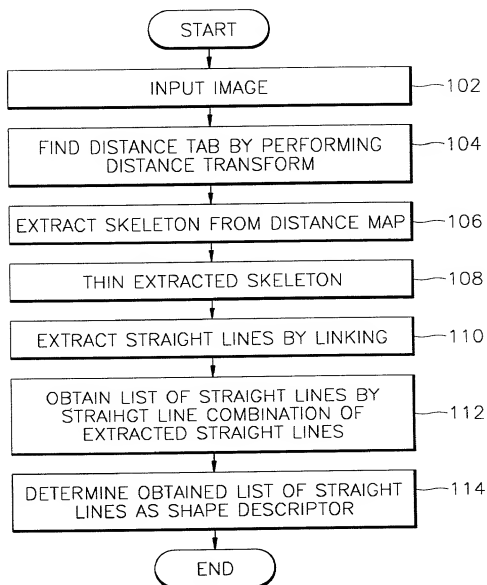 START
INPUT IMAGE
102
FIND DISTANCE TAB BY PERFORMING
DISTANCE TRANSFORM
104
EXTRACT SKELETON FROM DISTANCE MAP
106
THIN EXTRACTED SKELETON
108
EXTRACT STRAIGHT LINES BY LINKING
110
OBTAIN LIST OF STRAIGHT LINES BY
STRAIHGT LINE COMBINATION OF
EXTRACTED STRAIGHT LINES
112
DETERMINE OBTAINED LIST OF STRAIGHT
LINES AS SHAPE DESCRIPTOR
114
END